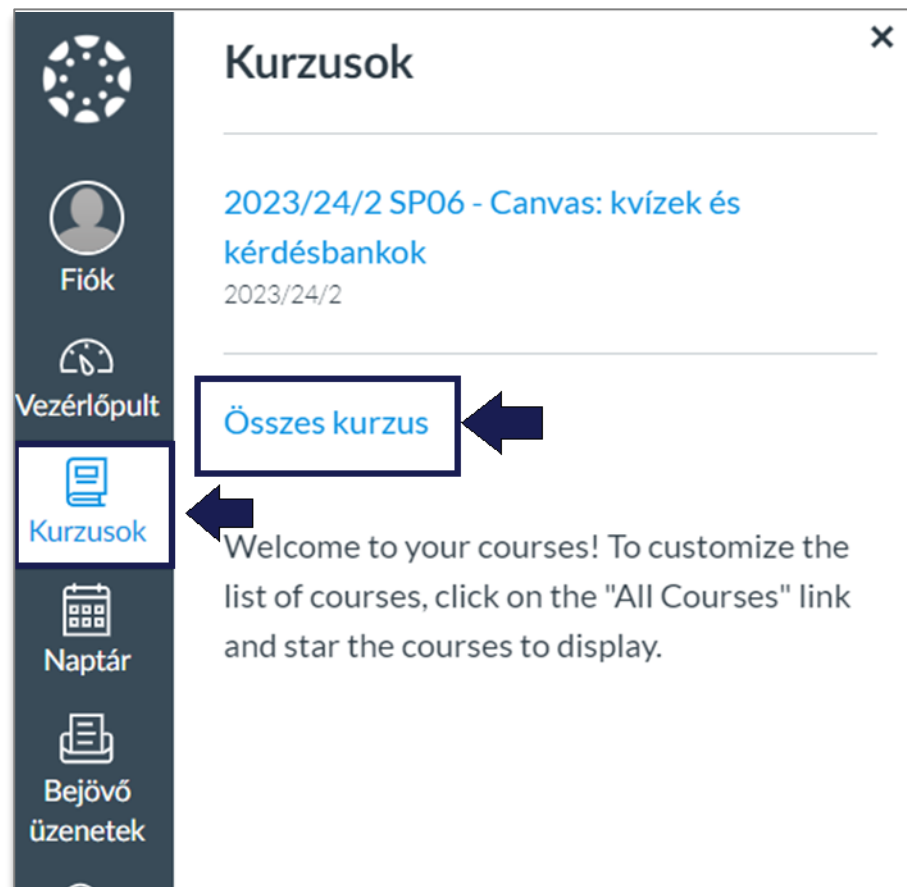 Kurzusok
×
2023/24/2 SP06 - Canvas: kvízek és
kérdésbankok
2023/24/2
Összes kurzus
Welcome to your courses! To customize the
list of courses, click on the "All Courses" link
and star the courses to display.
Fiók
Vezérlőpult
Kurzusok
Naptár
Bejövő
üzenetek